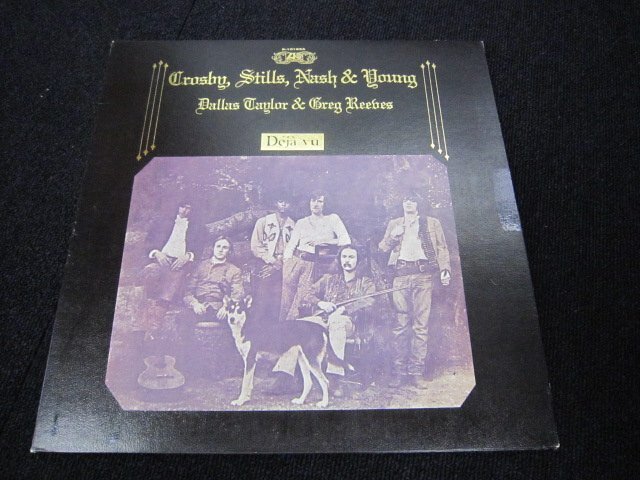 Crosby, Stills, Nash & Young
Dallas Taylor & Greg Reeves
Déjà vu